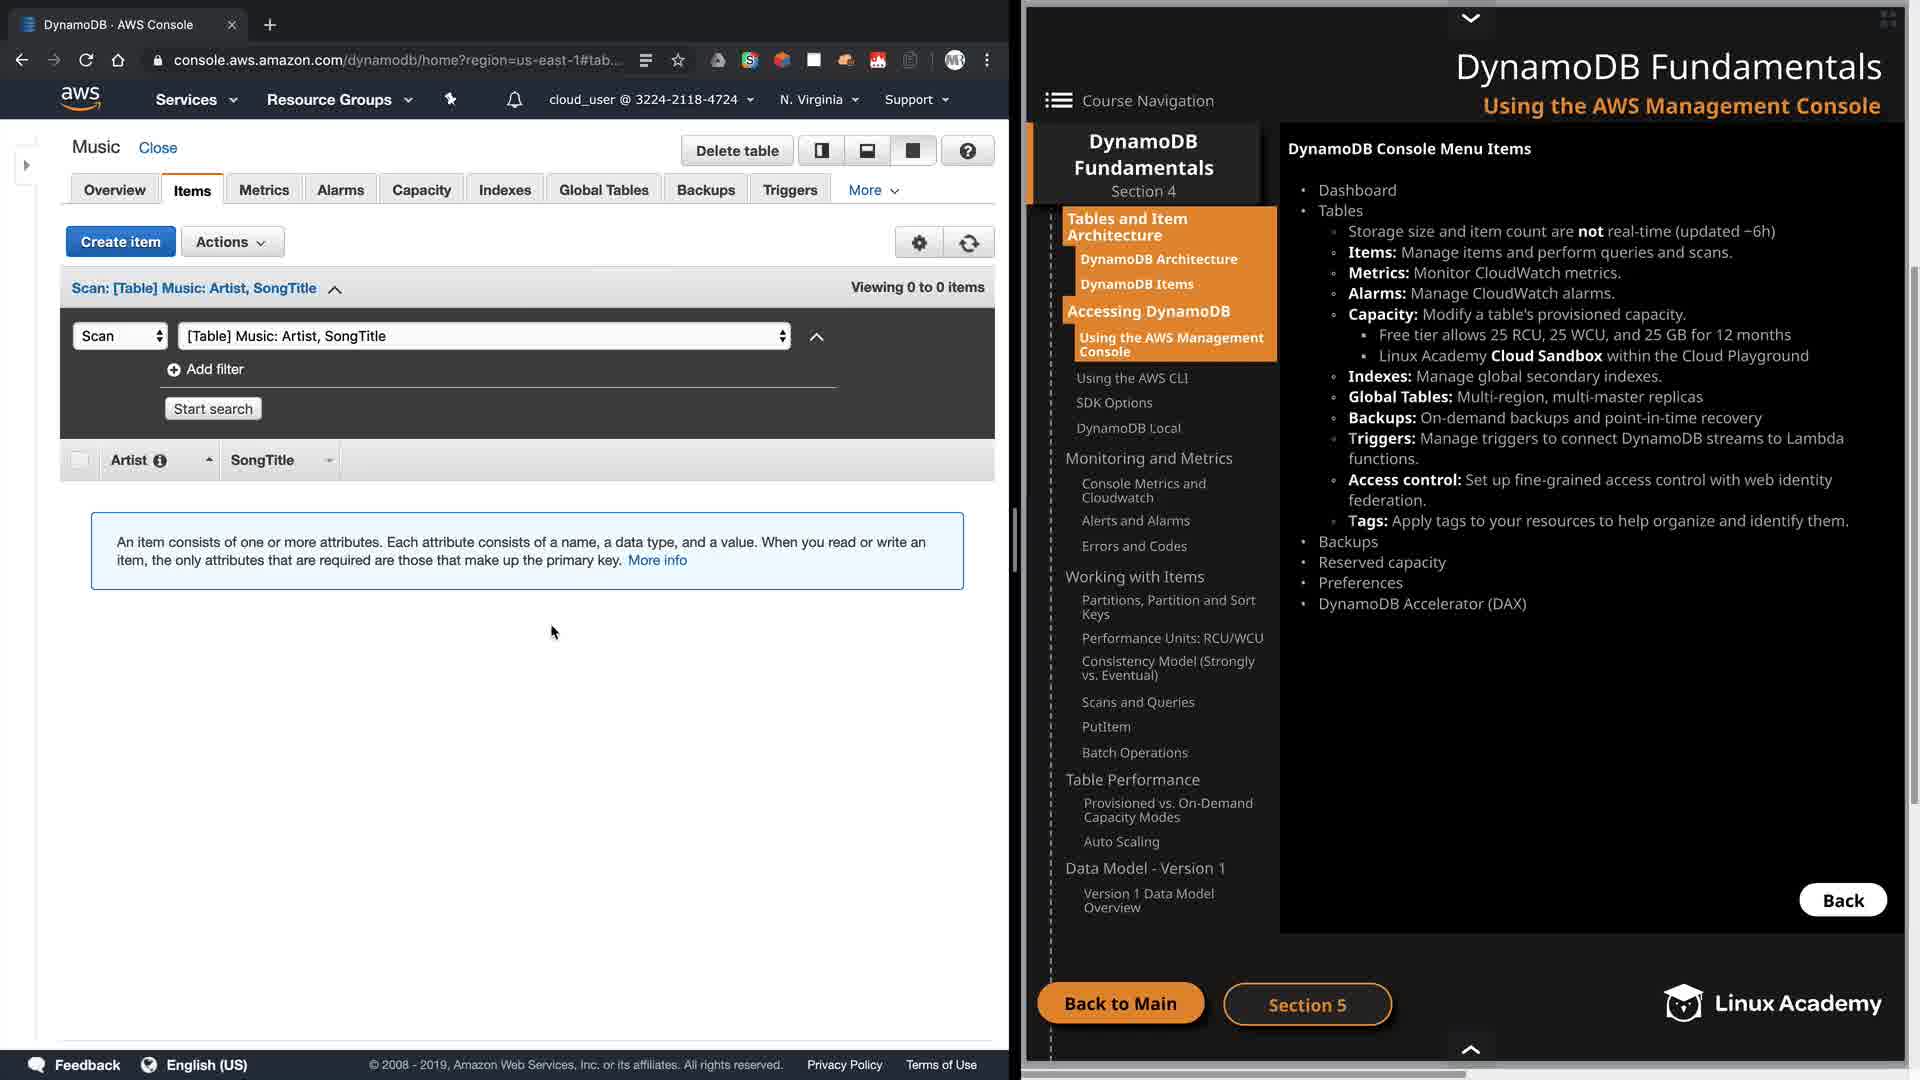 DynamoDB · AWS Console
console.aws.amazon.com/dynamodb/home?region=us-east-1#tab...
aws
Services
Resource Groups
cloud_user @ 3224-2118-4724
N. Virginia
Support
Music
Close
Delete table
Overview
Items
Metrics
Alarms
Capacity
Indexes
Global Tables
Backups
Triggers
More
Create item
Actions
Scan: [Table] Music: Artist, SongTitle
Viewing 0 to 0 items
Scan
[Table] Music: Artist, SongTitle
Add filter
Start search
Artist
SongTitle
An item consists of one or more attributes. Each attribute consists of a name, a data type, and a value. When you read or write an
item, the only attributes that are required are those that make up the primary key. More info
Feedback
English (US)
© 2008 - 2019, Amazon Web Services, Inc. or its affiliates. All rights reserved.
Privacy Policy
Terms of Use
DynamoDB Fundamentals
Using the AWS Management Console
Course Navigation
DynamoDB
Fundamentals
Section 4
Tables and Item
Architecture
DynamoDB Architecture
DynamoDB Items
Accessing DynamoDB
Using the AWS Management
Console
Using the AWS CLI
SDK Options
DynamoDB Local
Monitoring and Metrics
Console Metrics and
Cloudwatch
Alerts and Alarms
Errors and Codes
Working with Items
Partitions, Partition and Sort
Keys
Performance Units: RCU/WCU
Consistency Model (Strongly
vs. Eventual)
Scans and Queries
PutItem
Batch Operations
Table Performance
Provisioned vs. On-Demand
Capacity Modes
Auto Scaling
Data Model - Version 1
Version 1 Data Model
Overview
DynamoDB Console Menu Items
• Dashboard
• Tables
◦ Storage size and item count are not real-time (updated ~6h)
◦ Items: Manage items and perform queries and scans.
◦ Metrics: Monitor CloudWatch metrics.
◦ Alarms: Manage CloudWatch alarms.
◦ Capacity: Modify a table's provisioned capacity.
▪ Free tier allows 25 RCU, 25 WCU, and 25 GB for 12 months
▪ Linux Academy Cloud Sandbox within the Cloud Playground
◦ Indexes: Manage global secondary indexes.
◦ Global Tables: Multi-region, multi-master replicas
◦ Backups: On-demand backups and point-in-time recovery
◦ Triggers: Manage triggers to connect DynamoDB streams to Lambda
functions.
◦ Access control: Set up fine-grained access control with web identity
federation.
◦ Tags: Apply tags to your resources to help organize and identify them.
• Backups
• Reserved capacity
• Preferences
• DynamoDB Accelerator (DAX)
Back
Back to Main
Section 5
Linux Academy